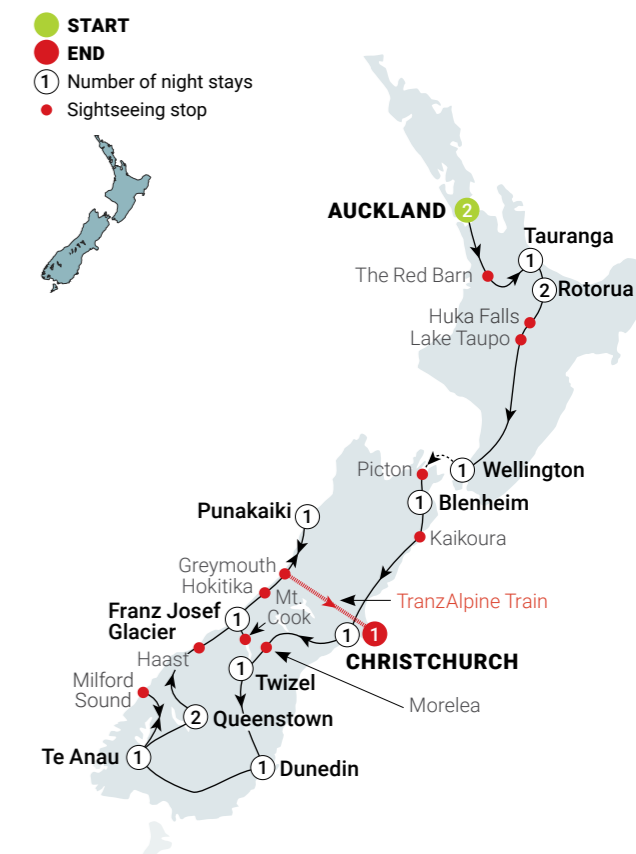 START
END
1 Number of night stays
Sightseeing stop
AUCKLAND 2
Tauranga
1
The Red Barn
2 Rotorua
Huka Falls
Lake Taupo
Picton
1 Wellington
1 Blenheim
Punakaiki 1
Kaikoura
Greymouth
Hokitika
Mt.
Cook
TranzAlpine Train
Franz Josef
Glacier
1
1
1
CHRISTCHURCH
Haast
1
Twizel
Milford
Sound
Morelea
2 Queenstown
Te Anau 1
1 Dunedin